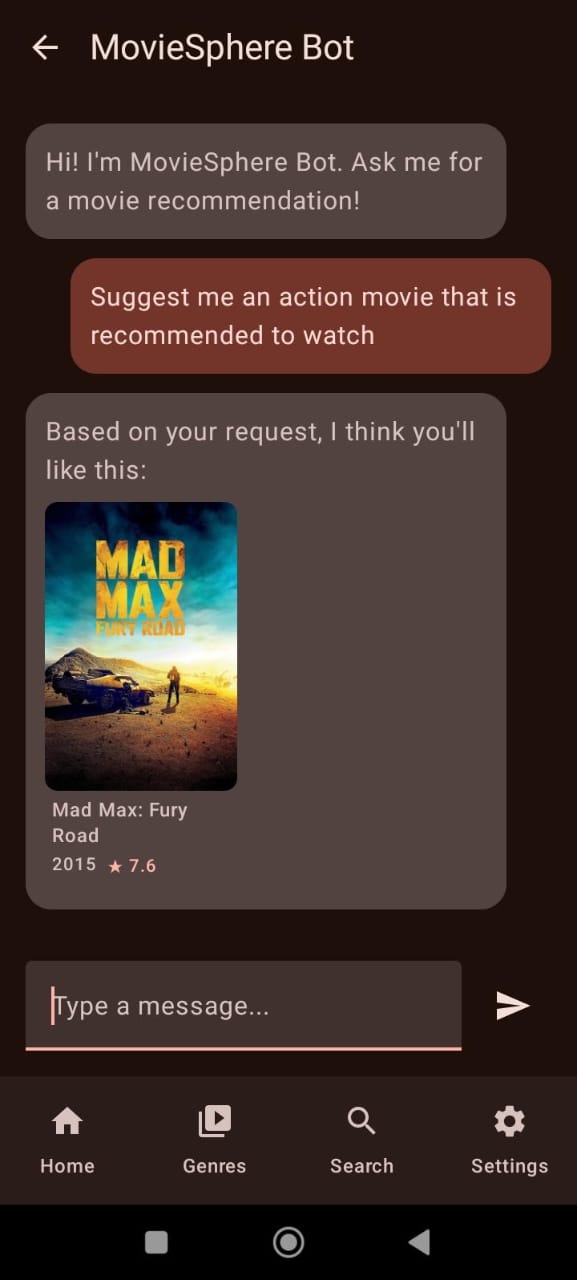 MovieSphere Bot
Hi! I'm MovieSphere Bot. Ask me for
a movie recommendation!
Suggest me an action movie that is
recommended to watch
Based on your request, I think you'll
like this:
MAD
MAX
FURY ROAD
Mad Max: Fury
Road
2015 ★ 7.6
Type a message...
Home Genres Search Settings